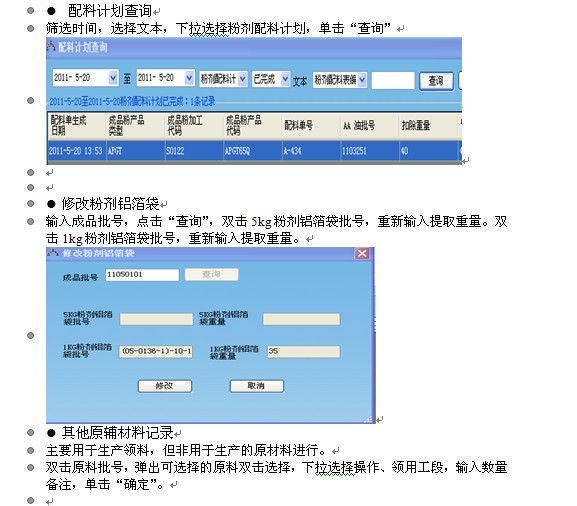 ● 配料计划查询
筛选时间，选择文本，下拉选择粉剂配料计划，单击“查询”
配料计划查询
2011- 5-20 至 2011- 5-20 粉剂配料计 已完成 文本 粉剂配料表编 查询
2011-5-20至2011-5-20粉剂配料计划已完成：1条记录
配料单生成日期 成品粉产品类型 成品粉加工代码 成品粉产品代码 配料单号 AA 油批号 扣除重量
2011-5-20 13:53 APGT S0122 APGT65Q A-434 1103251 40
● 修改粉剂铝箔袋
输入成品批号，点击“查询”，双击 5kg 粉剂铝箔袋批号，重新输入提取重量。双
击 1kg 粉剂铝箔袋批号，重新输入提取重量。
修改粉剂铝箔袋
成品批号 11050101 查询
5KG粉剂铝箔袋批号 5KG粉剂铝箔袋重量
1KG粉剂铝箔袋批号 (05-0136-1)-10-1 1KG粉剂铝箔袋重量 35
修改 取消
● 其他原辅材料记录
主要用于生产领料，但非用于生产的原材料进行。
双击原料批号，弹出可选择的原料双击选择，下拉选择操作、领用工段，输入数量
备注，单击“确定”。